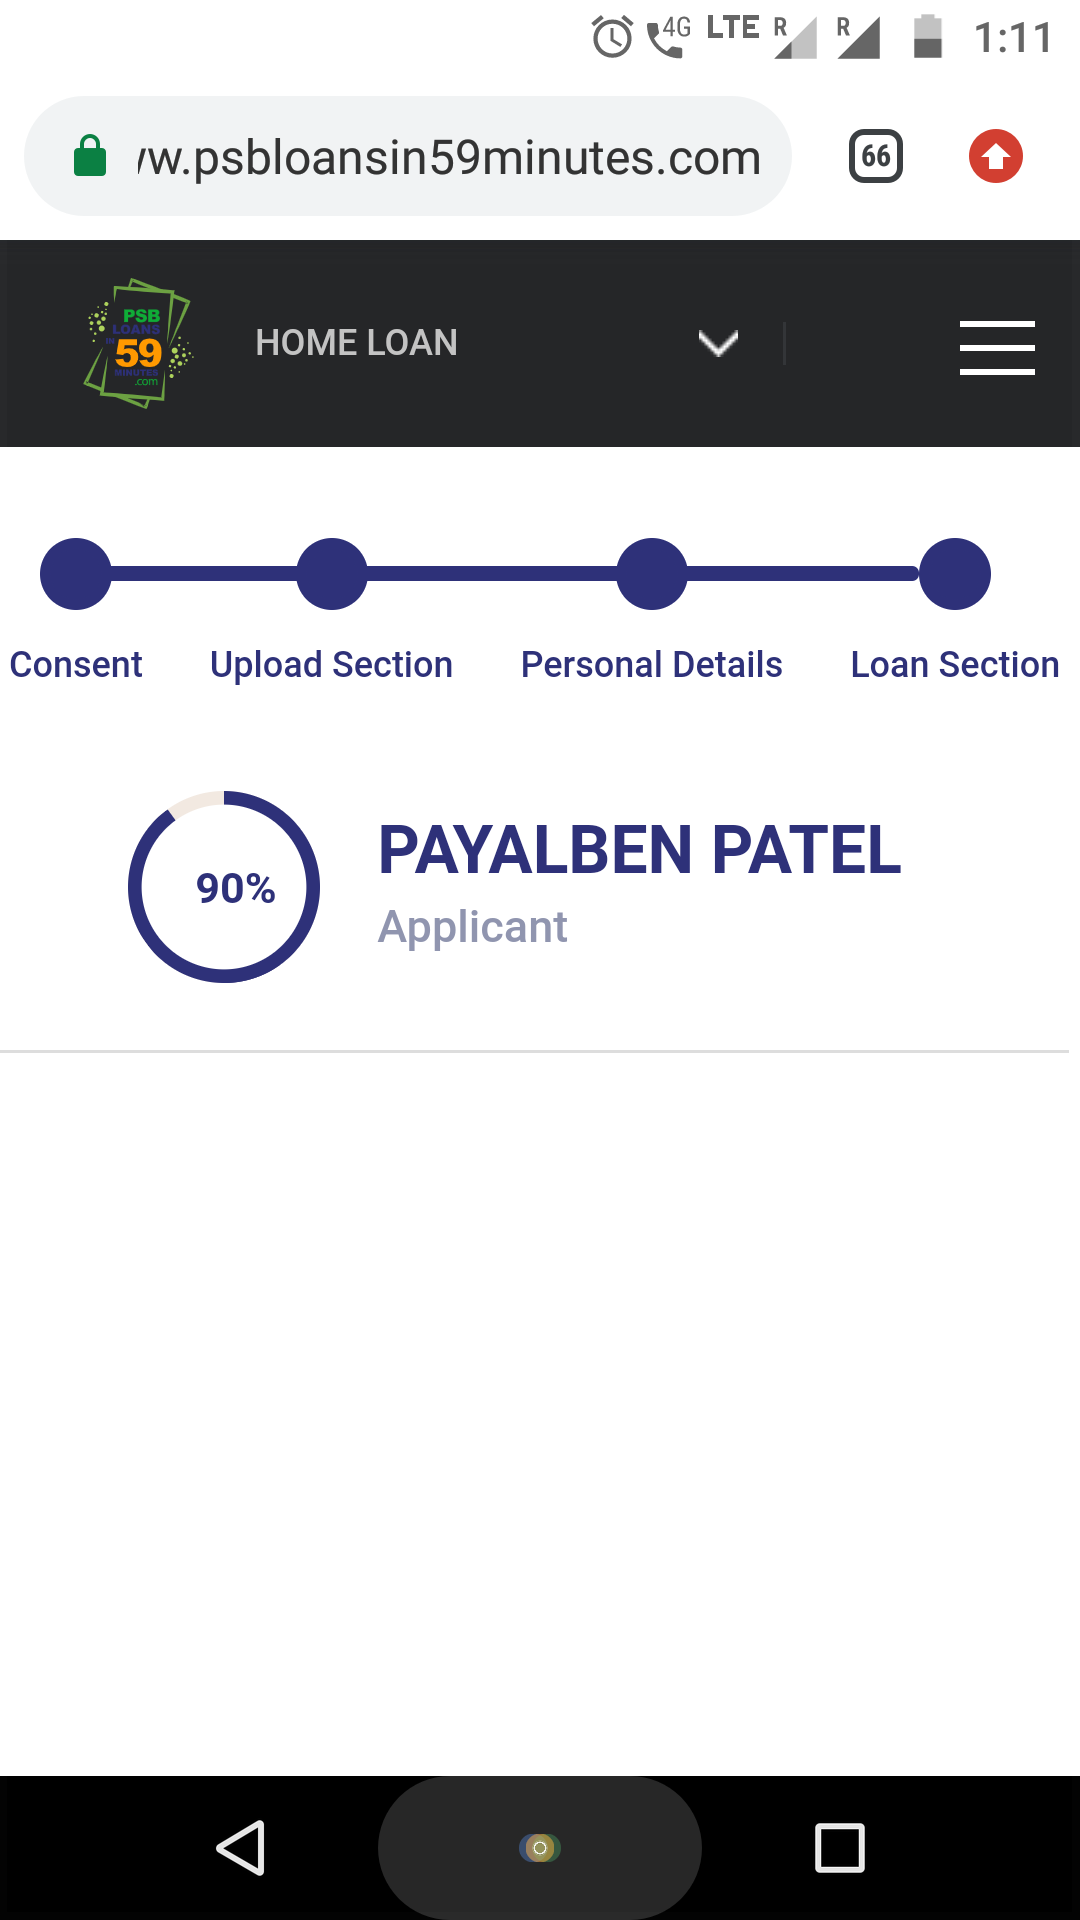 4G LTE R R 1:11
w.psbloansin59minutes.com 66
PSB
LOANS
IN 59
MINUTES
.com
HOME LOAN
Consent Upload Section Personal Details Loan Section
90%
PAYALBEN PATEL
Applicant